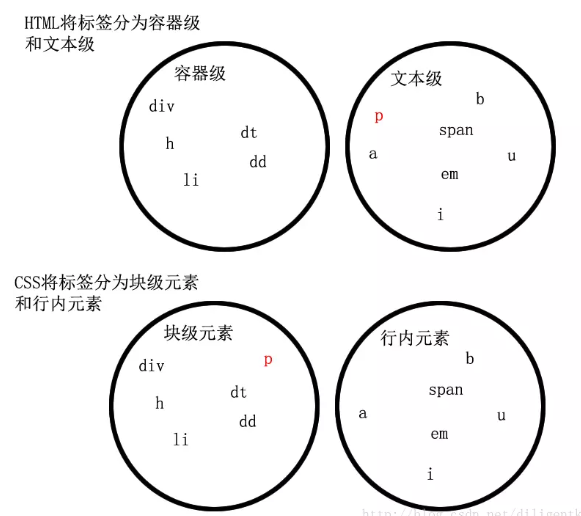 HTML将标签分为容器级
和文本级
容器级
文本级
div
b
p
h
dt
span
a
dd
u
li
em
i
CSS将标签分为块级元素
和行内元素
块级元素
行内元素
div
p
b
h
dt
span
a
dd
u
li
em
i